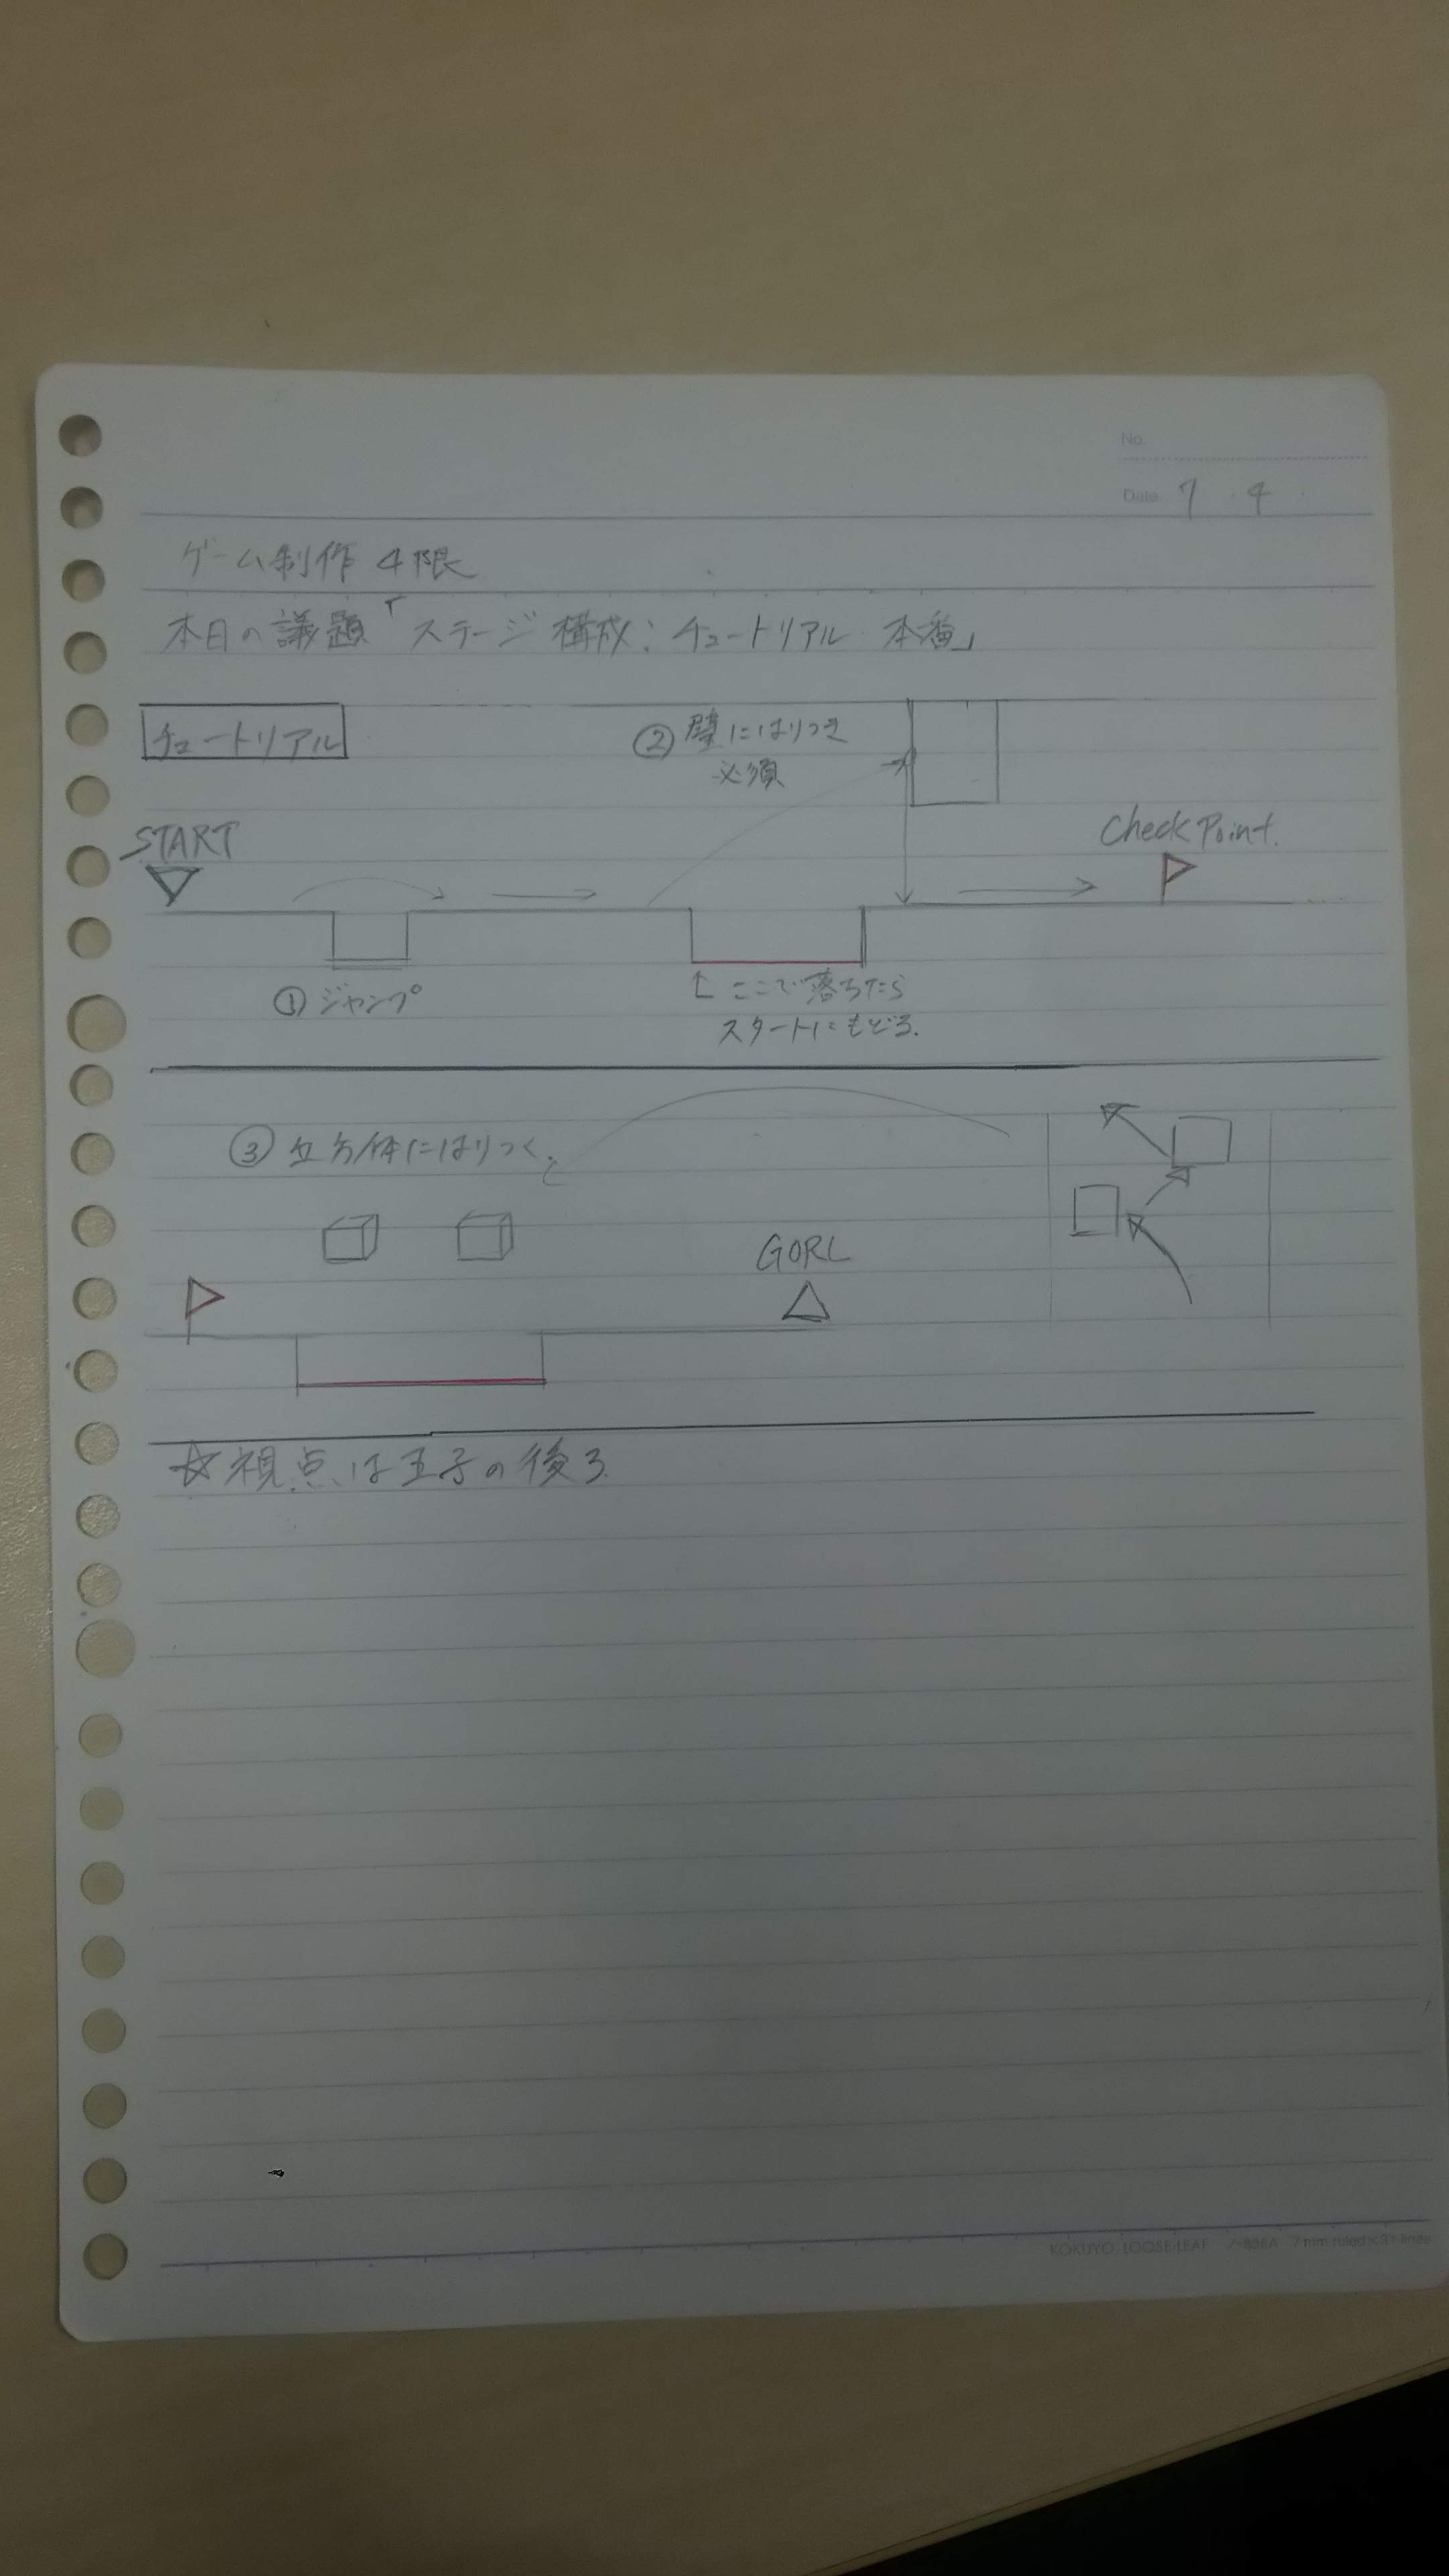 No.
Date 7 4
ゲーム制作 4限
本日の議題「ステージ構成:チュートリアル 本番」
チュートリアル
②壁にはりつき
必須
START
Check Point.
①ジャンプ
↑ここで落ちたら
スタートにもどる.
③立方体にはりつく.
GORL
☆視点は王子の後ろ
KOKUYO LOOSE-LEAF ノ-836A 7 mm ruled×31 lines